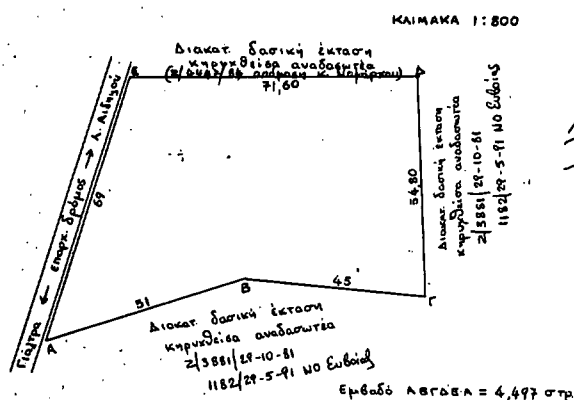 ΚΛΙΜΑΚΑ 1:800
Διακατ. δασική έκταση
κηρυχθείσα αναδασωτέα
απόφαση κ. Νομάρχου)
71,60
Ε
Δ
Γιάλτρα ← επαρχ. δρόμος → Λ. Αιδηψού
69
54,80
Διακατ. δασική έκταση
κηρυχθείσα αναδασωτέα
2/3881/29-10-81
1182/29-5-91 ΝΟ Ευβοίας
Β
51
45
Γ
Α
Διακατ. δασική έκταση
κηρυχθείσα αναδασωτέα
2/3881/29-10-81
1182/29-5-91 ΝΟ Ευβοίας
Εμβαδό ΑΒΓΔΕΑ = 4,497 στρ.